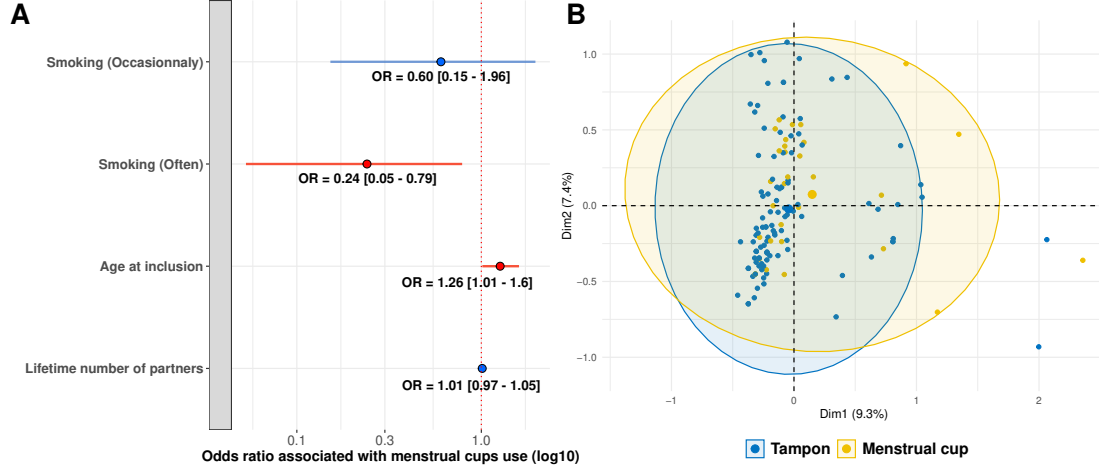 A
Smoking (Occasionnaly)
OR = 0.60 [0.15 - 1.96]
Smoking (Often)
OR = 0.24 [0.05 - 0.79]
Age at inclusion
OR = 1.26 [1.01 - 1.6]
Lifetime number of partners
OR = 1.01 [0.97 - 1.05]
0.1 0.3 1.0
Odds ratio associated with menstrual cups use (log10)
B
1.0
0.5
0.0
−0.5
−1.0
Dim2 (7.4%)
−1 0 1 2
Dim1 (9.3%)
Tampon Menstrual cup